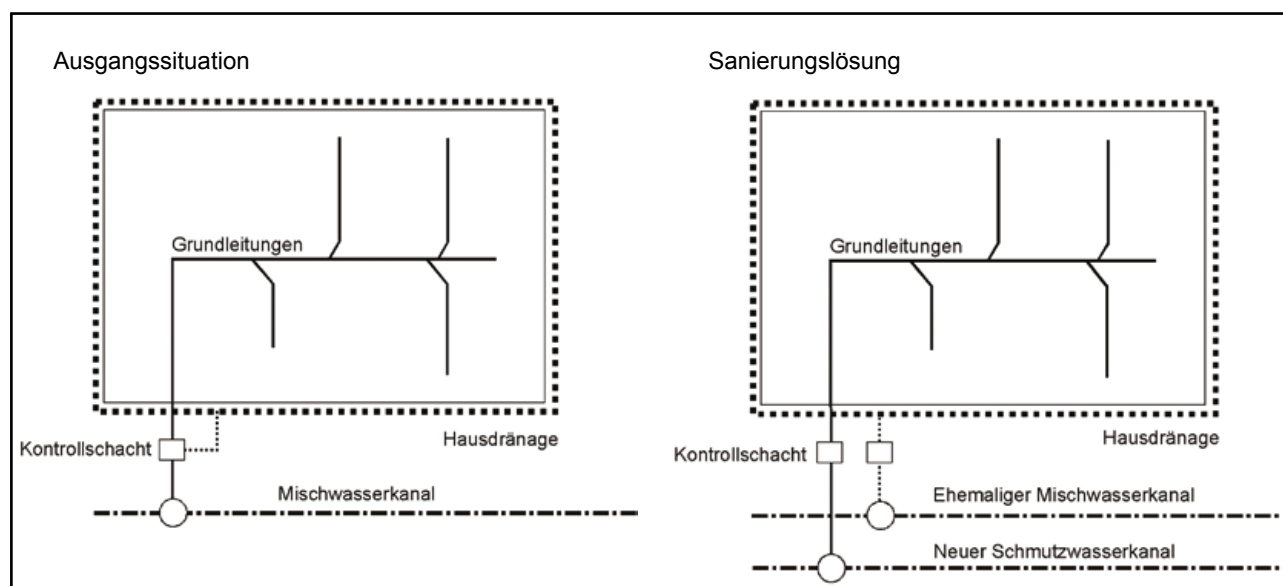 Ausgangssituation
Grundleitungen
Hausdränage
Kontrollschacht
Mischwasserkanal
Sanierungslösung
Grundleitungen
Hausdränage
Kontrollschacht
Ehemaliger Mischwasserkanal
Neuer Schmutzwasserkanal